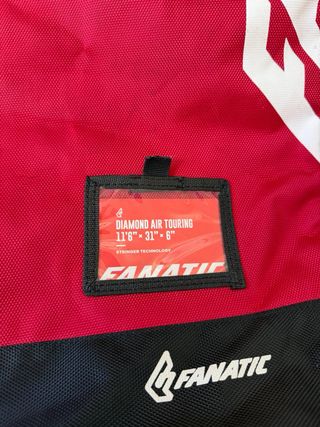 DIAMOND AIR TOURING
11'6" × 31" × 6"
STRINGER TECHNOLOGY
FANATIC
FANATIC